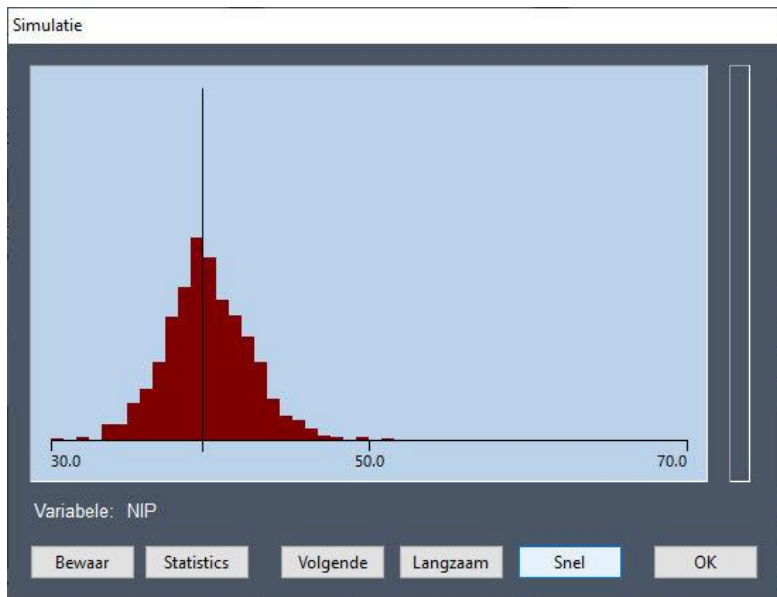 Simulatie
30.0 50.0 70.0
Variabele: NIP
Bewaar Statistics Volgende Langzaam Snel OK